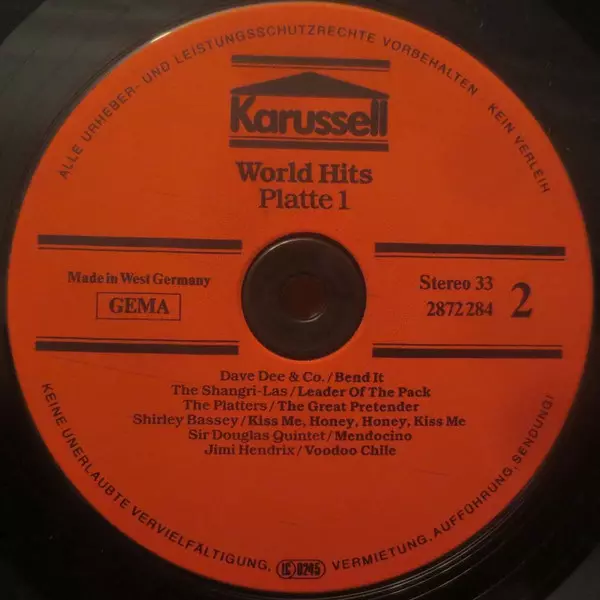 ALLE URHEBER- UND LEISTUNGSSCHUTZRECHTE VORBEHALTEN · KEIN VERLEIH
Karussell
World Hits
Platte 1
Made in West Germany
GEMA
Stereo 33
2872 284
2
Dave Dee & Co./Bend It
The Shangri-Las/Leader Of The Pack
The Platters/The Great Pretender
Shirley Bassey/Kiss Me, Honey, Honey, Kiss Me
Sir Douglas Quintet/Mendocino
Jimi Hendrix/Voodoo Chile
KEINE UNERLAUBTE VERVIELFÄLTIGUNG, LC 0245 VERMIETUNG, AUFFÜHRUNG, SENDUNG!